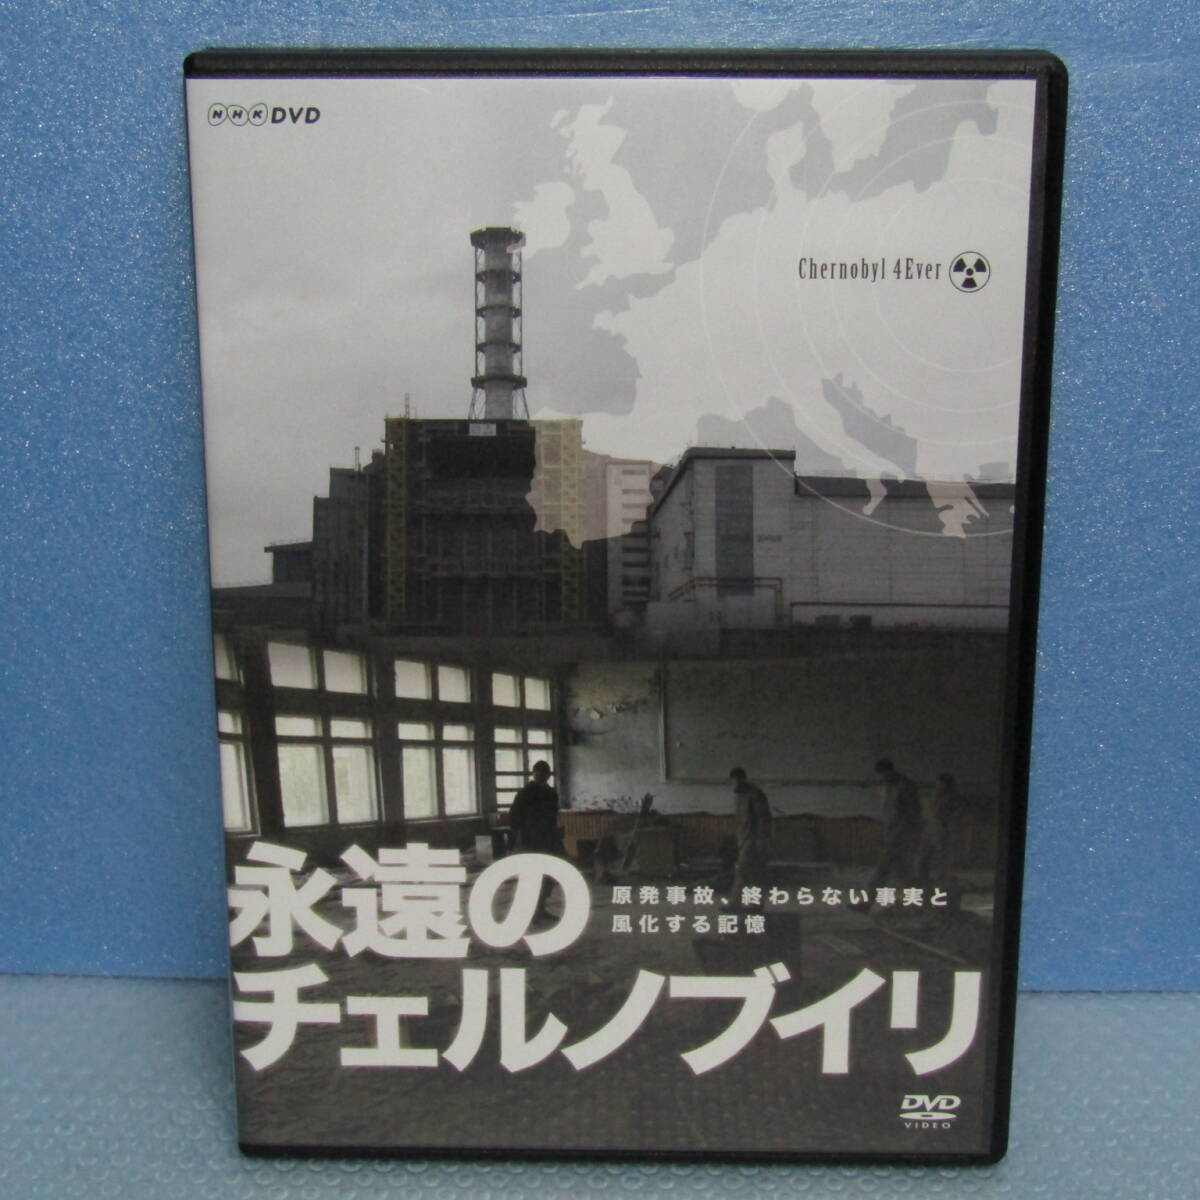 NHK DVD
Chernobyl 4Ever
永遠の
チェルノブイリ
原発事故、終わらない事実と
風化する記憶
DVD
VIDEO